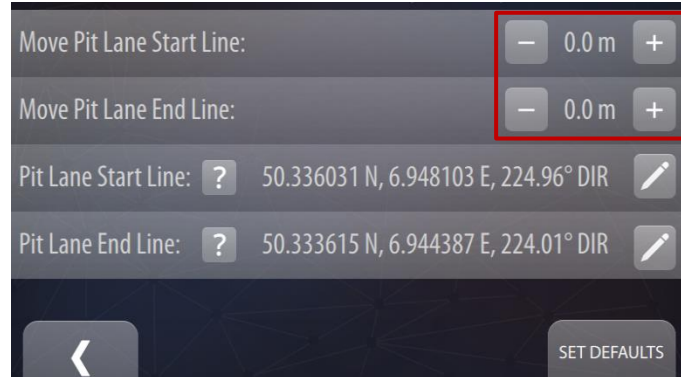 Move Pit Lane Start Line: − 0.0 m +
Move Pit Lane End Line: − 0.0 m +
Pit Lane Start Line: ? 50.336031 N, 6.948103 E, 224.96° DIR
Pit Lane End Line: ? 50.333615 N, 6.944387 E, 224.01° DIR
SET DEFAULTS